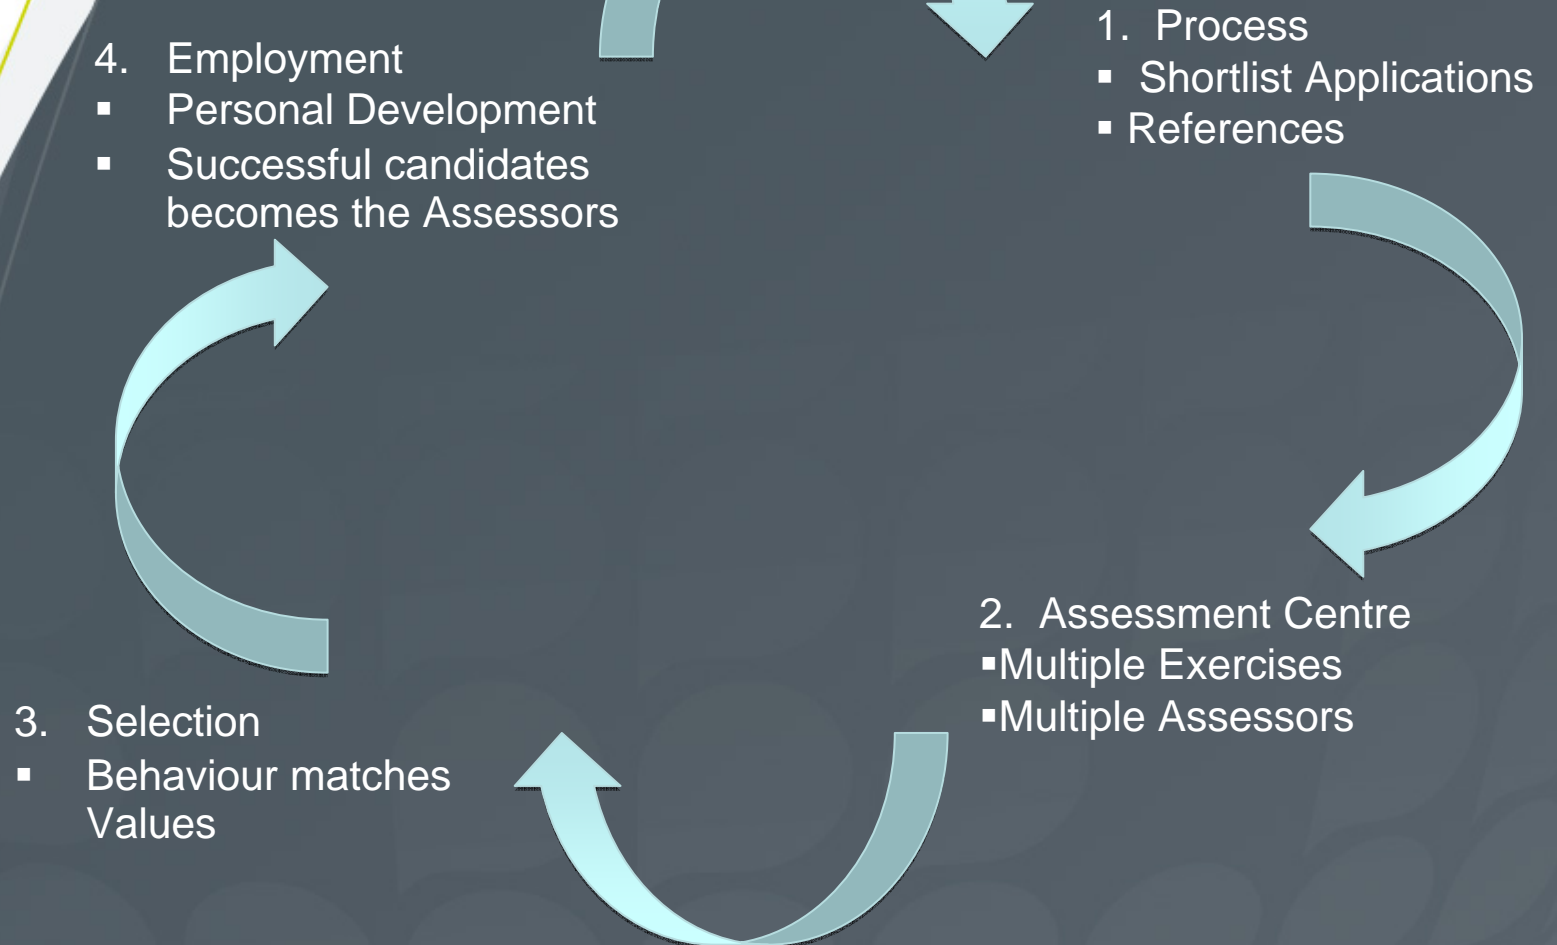 4. Employment
▪ Personal Development
▪ Successful candidates
becomes the Assessors
1. Process
▪ Shortlist Applications
▪ References
2. Assessment Centre
▪Multiple Exercises
▪Multiple Assessors
3. Selection
▪ Behaviour matches
Values